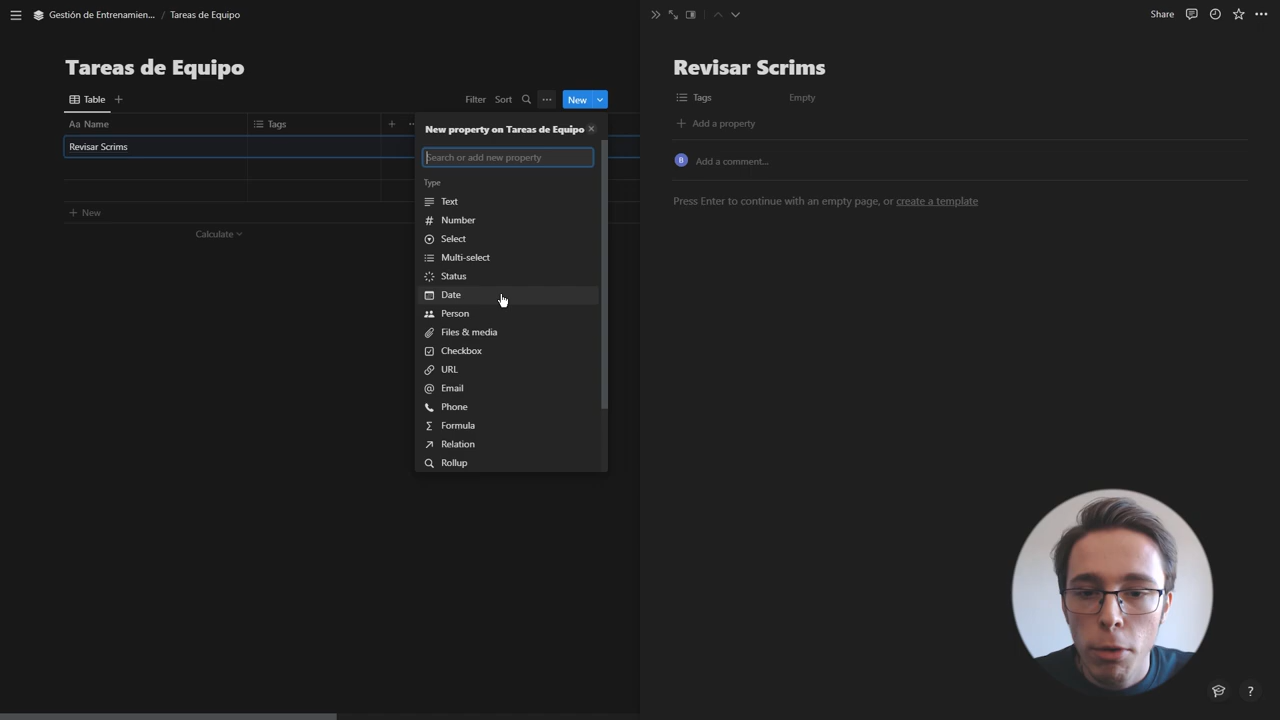 Gestión de Entrenamien... / Tareas de Equipo
Share
Tareas de Equipo
Table
Filter
Sort
New
Aa Name
Tags
Revisar Scrims
New
Calculate
New property on Tareas de Equipo
Search or add new property
Type
Text
Number
Select
Multi-select
Status
Date
Person
Files & media
Checkbox
URL
Email
Phone
Formula
Relation
Rollup
Revisar Scrims
Tags
Empty
Add a property
B
Add a comment...
Press Enter to continue with an empty page, or create a template
?